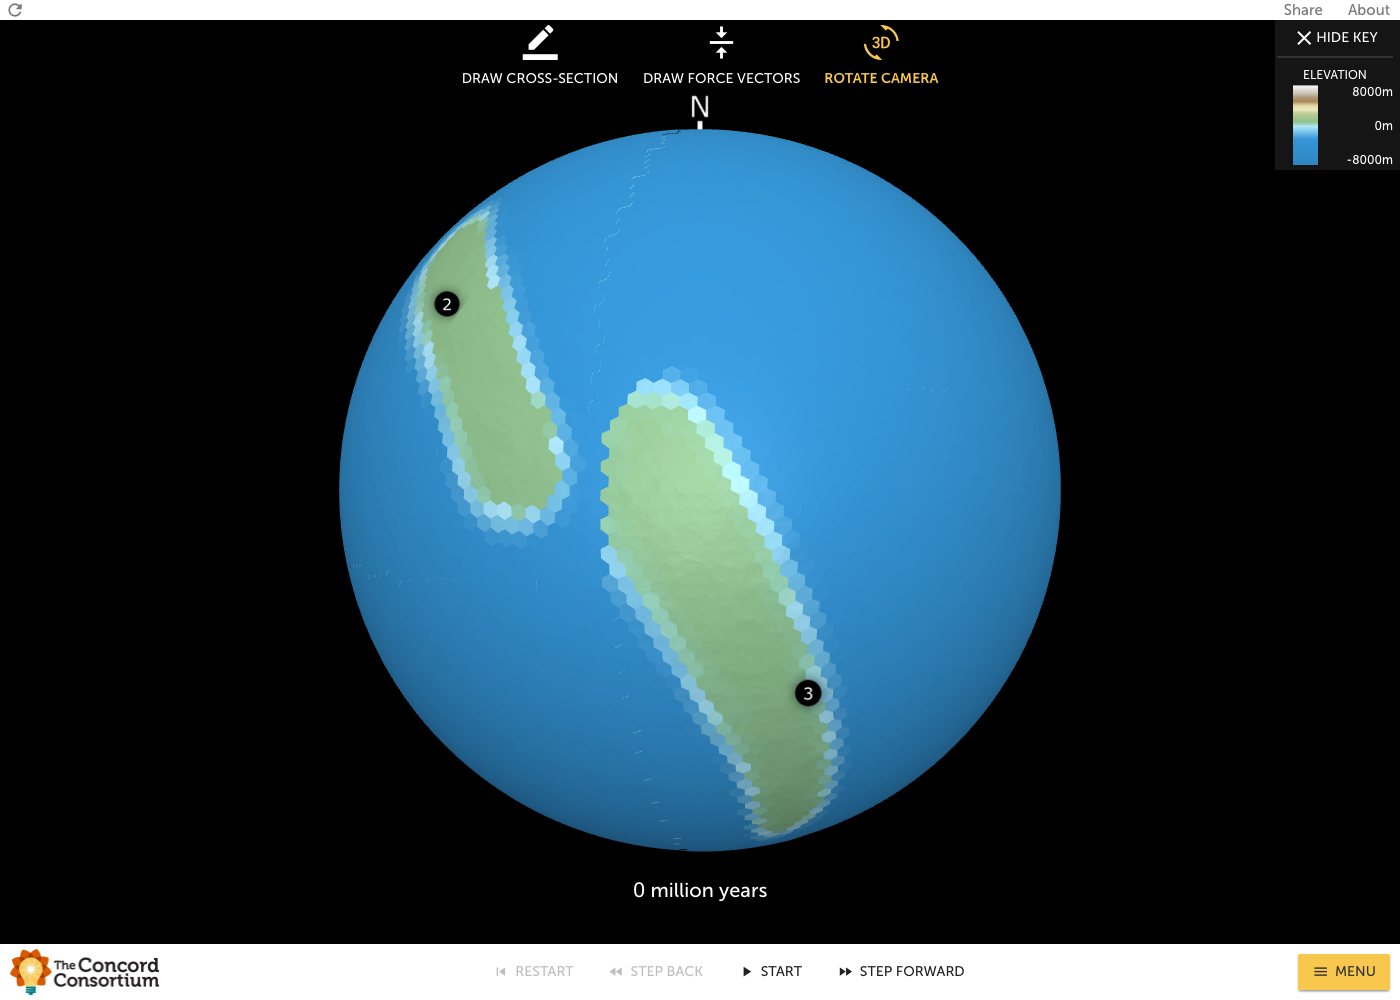 Share About
HIDE KEY
DRAW CROSS-SECTION DRAW FORCE VECTORS 3D ROTATE CAMERA
ELEVATION
8000m
0m
-8000m
N
2
3
0 million years
The Concord
Consortium
RESTART STEP BACK START STEP FORWARD MENU